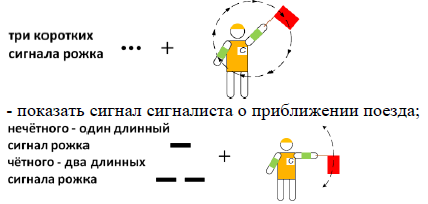 три коротких
сигнала рожка
- показать сигнал сигналиста о приближении поезда;
нечётного - один длинный
сигнал рожка
чётного - два длинных
сигнала рожка